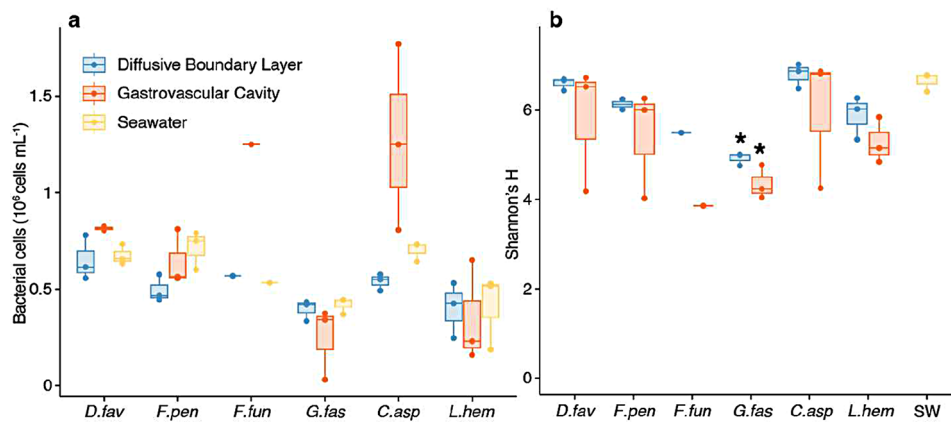 a
Bacterial cells (10⁶ cells mL⁻¹)
1.5
1
0.5
0
Diffusive Boundary Layer
Gastrovascular Cavity
Seawater
D.fav F.pen F.fun G.fas C.asp L.hem
b
Shannon's H
6
4
2
0
* *
D.fav F.pen F.fun G.fas C.asp L.hem SW